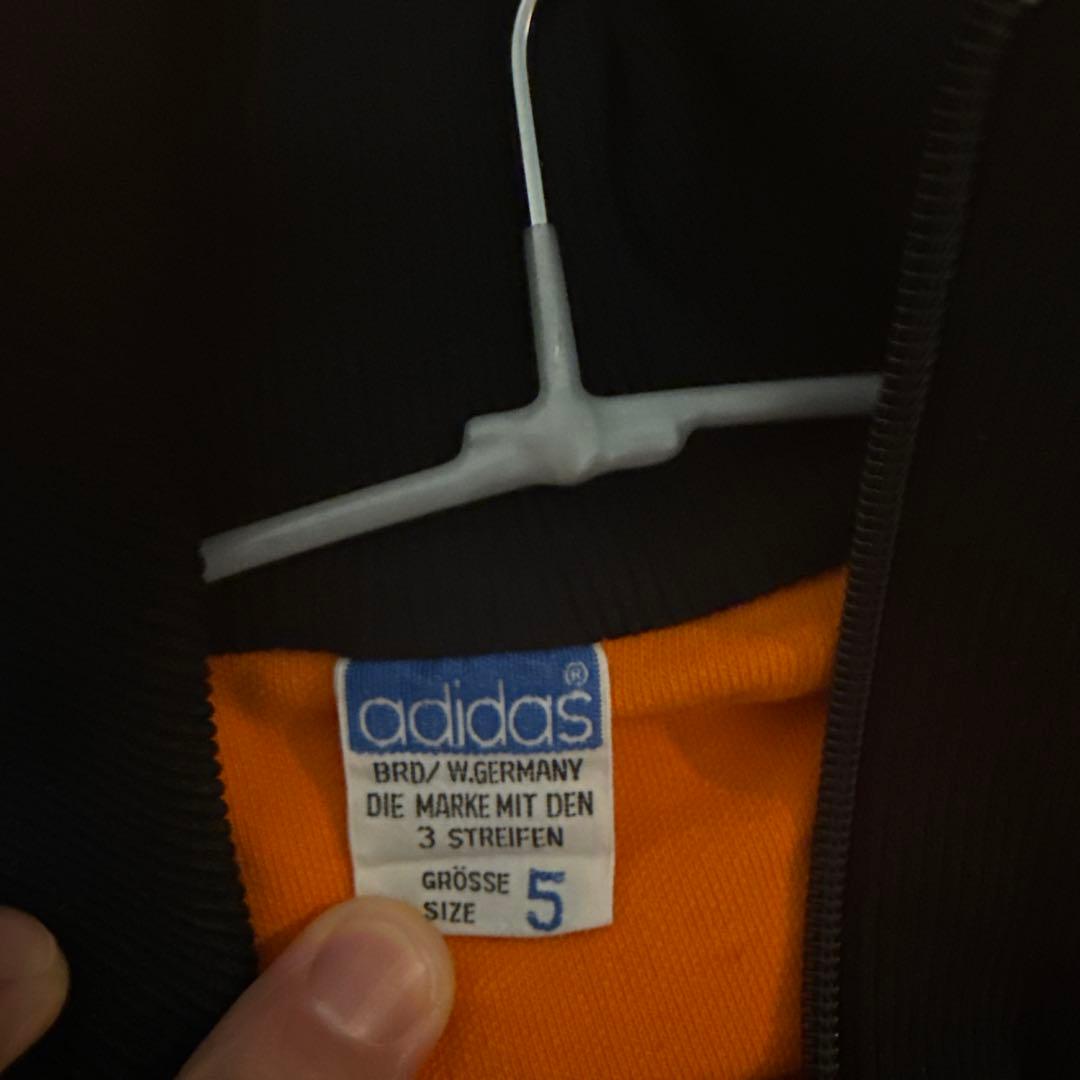 adidas®
BRD/ W.GERMANY
DIE MARKE MIT DEN
3 STREIFEN
GRÖSSE
SIZE 5